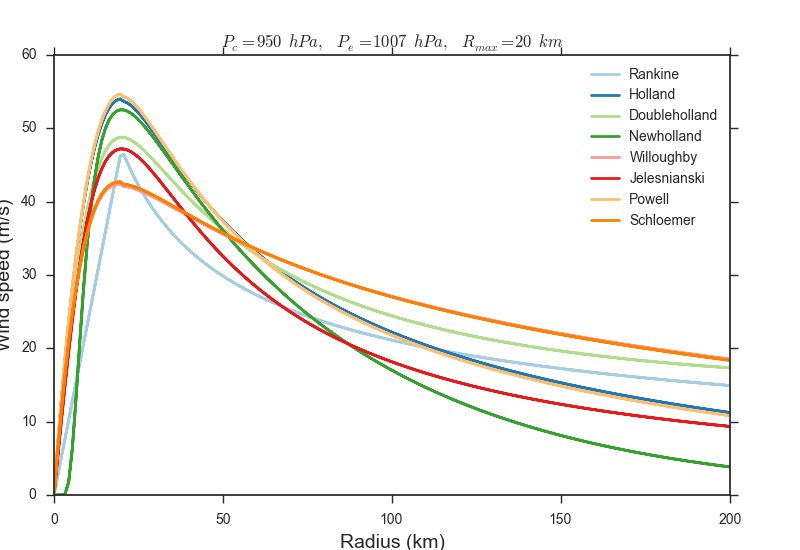 P_c=950 hPa, P_e=1007 hPa, R_max=20 km
60
50
40
30
20
10
0
Wind speed (m/s)
Rankine
Holland
Doubleholland
Newholland
Willoughby
Jelesnianski
Powell
Schloemer
0 50 100 150 200
Radius (km)